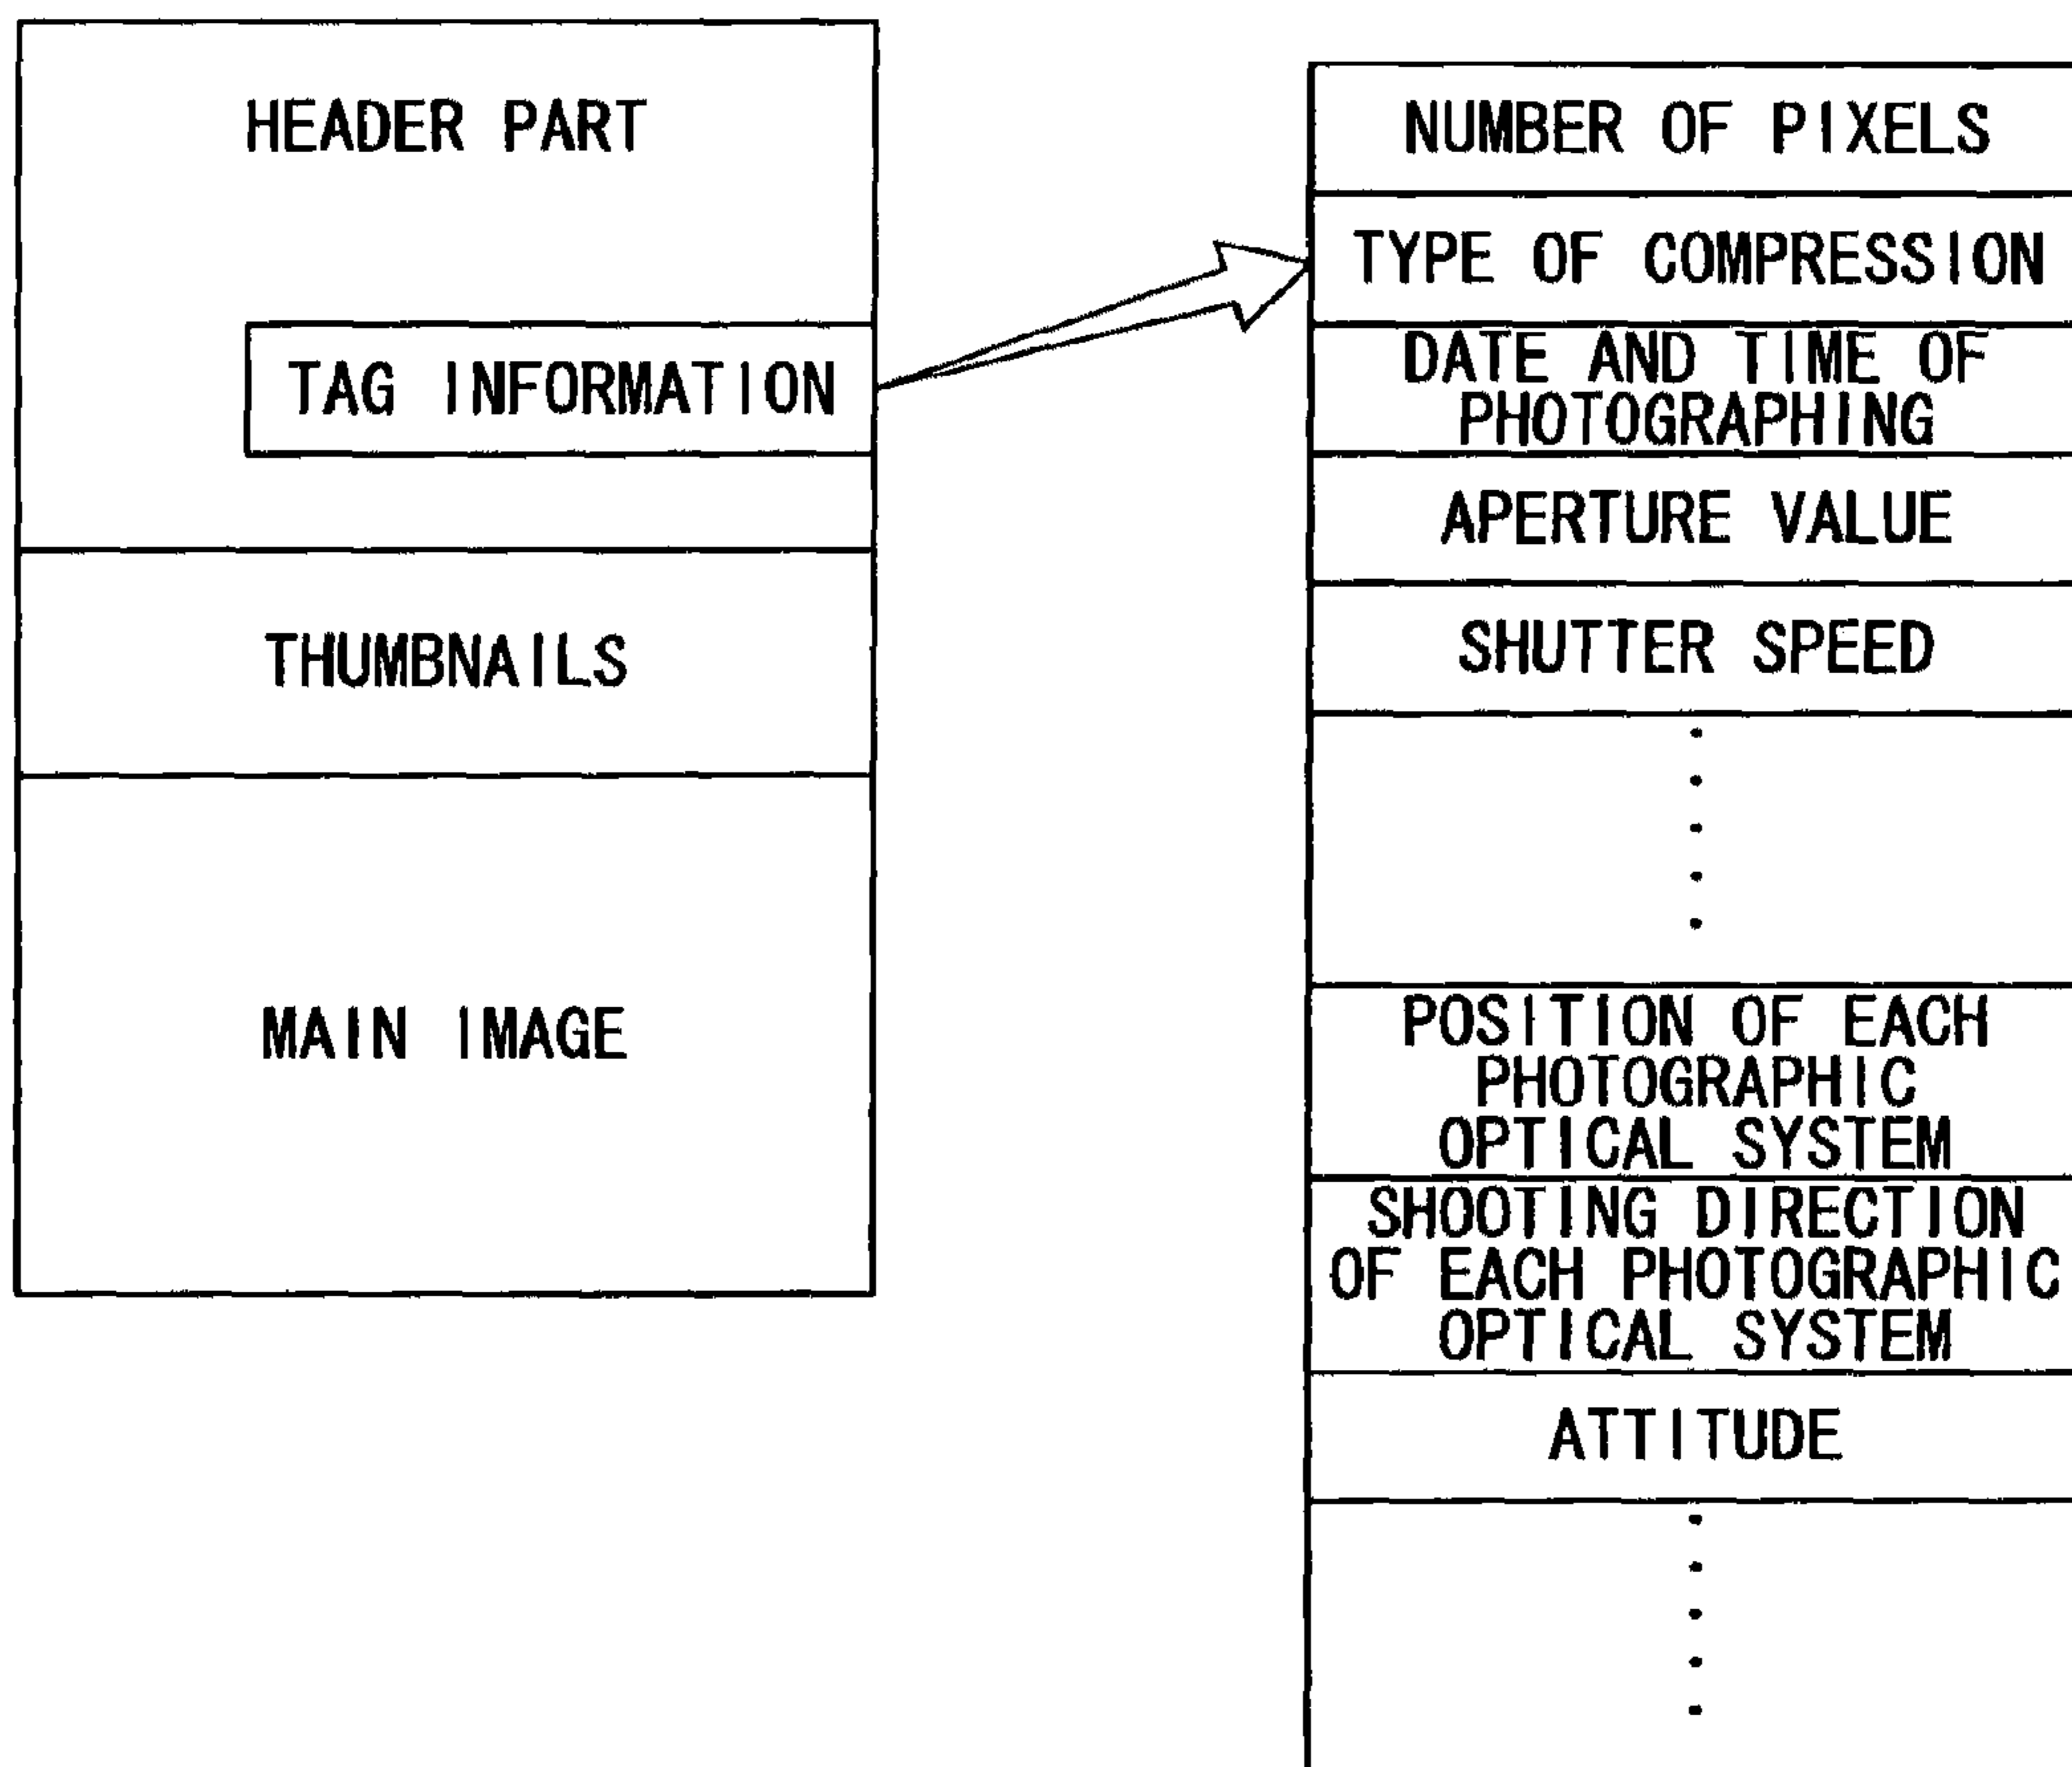 HEADER PART
TAG INFORMATION
THUMBNAILS
MAIN IMAGE
NUMBER OF PIXELS
TYPE OF COMPRESSION
DATE AND TIME OF
PHOTOGRAPHING
APERTURE VALUE
SHUTTER SPEED
POSITION OF EACH
PHOTOGRAPHIC
OPTICAL SYSTEM
SHOOTING DIRECTION
OF EACH PHOTOGRAPHIC
OPTICAL SYSTEM
ATTITUDE